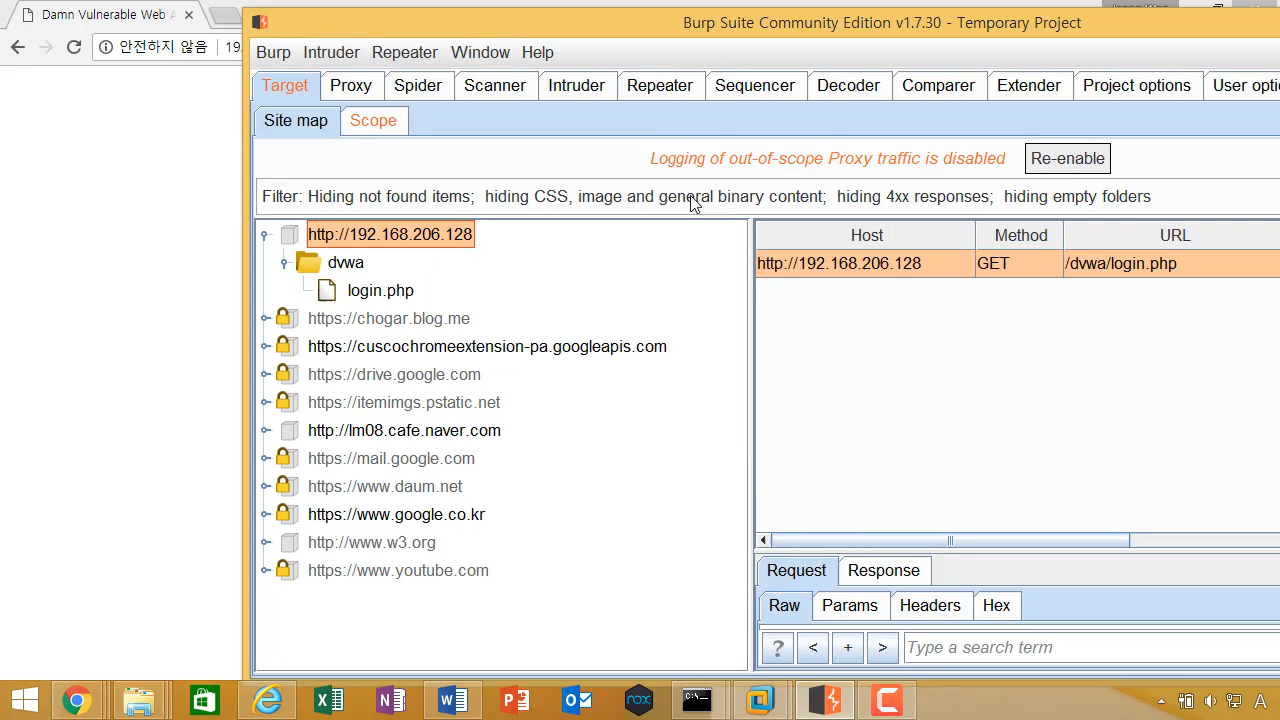 Damn Vulnerable Web
Burp Suite Community Edition v1.7.30 - Temporary Project
안전하지 않음
19
Burp Intruder Repeater Window Help
Target Proxy Spider Scanner Intruder Repeater Sequencer Decoder Comparer Extender Project options User opti
Site map Scope
Logging of out-of-scope Proxy traffic is disabled Re-enable
Filter: Hiding not found items; hiding CSS, image and general binary content; hiding 4xx responses; hiding empty folders
http://192.168.206.128
dvwa
login.php
https://chogar.blog.me
https://cuscochromeextension-pa.googleapis.com
https://drive.google.com
https://itemimgs.pstatic.net
http://lm08.cafe.naver.com
https://mail.google.com
https://www.daum.net
https://www.google.co.kr
http://www.w3.org
https://www.youtube.com
Host Method URL
http://192.168.206.128 GET /dvwa/login.php
Request Response
Raw Params Headers Hex
? < + > Type a search term
nox
A